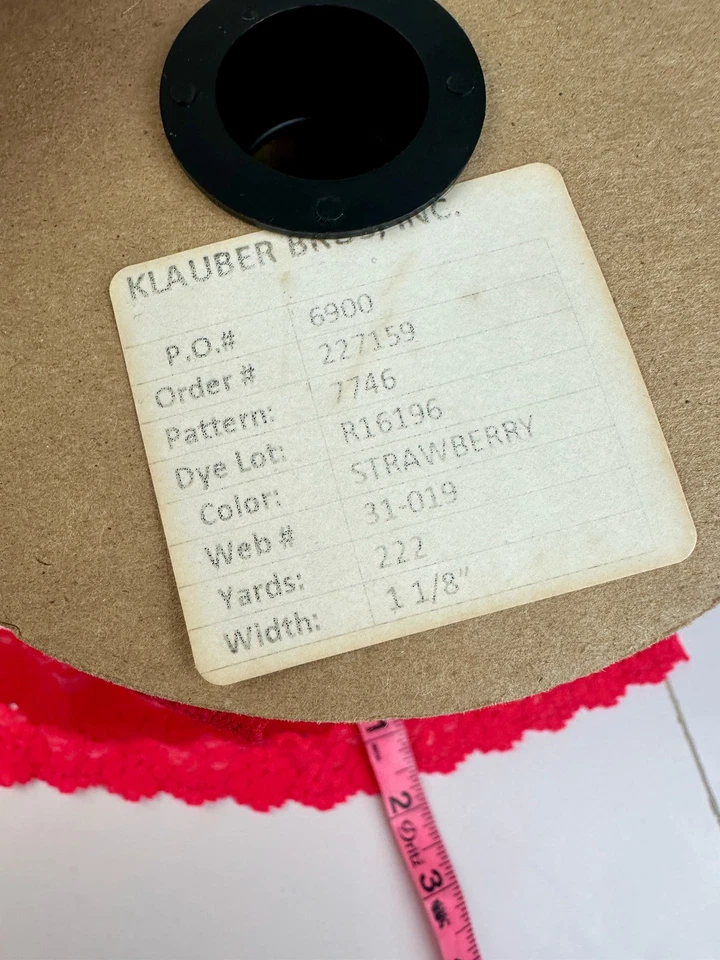 KLAUBER BROS, INC.
P.O.# 6900
Order # 227159
Pattern: 7746
Dye Lot: R16196
Color: STRAWBERRY
Web # 31-019
Yards: 222
Width: 1 1/8"
1
2
Dritz
3